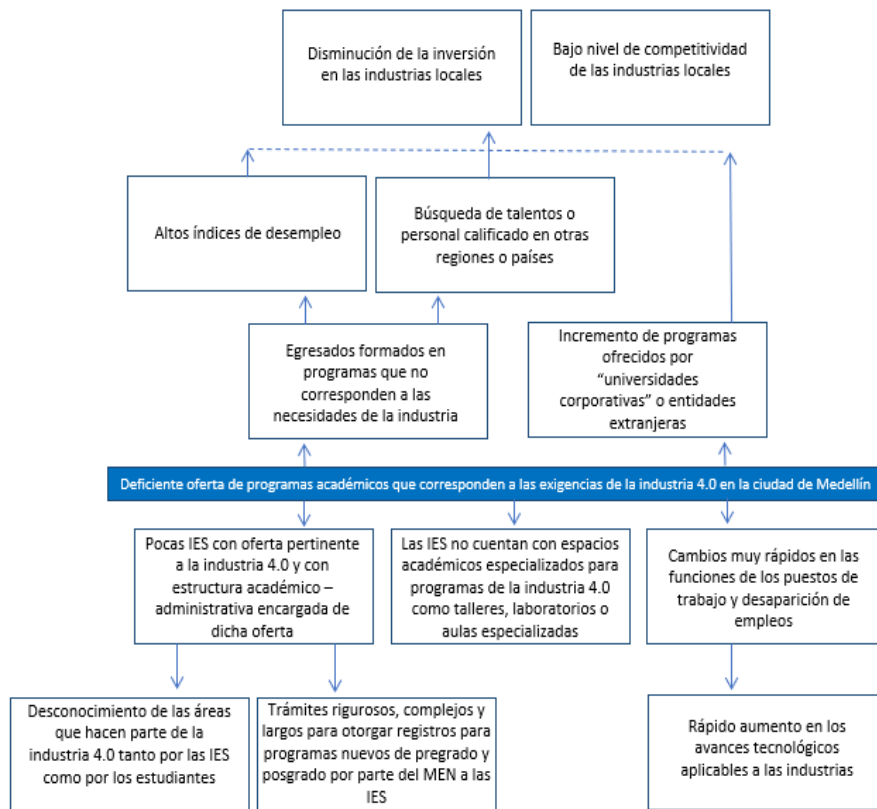 Disminución de la inversión
en las industrias locales
Bajo nivel de competitividad
de las industrias locales
Altos índices de desempleo
Búsqueda de talentos o
personal calificado en otras
regiones o países
Egresados formados en
programas que no
corresponden a las
necesidades de la industria
Incremento de programas
ofrecidos por
“universidades
corporativas” o entidades
extranjeras
Deficiente oferta de programas académicos que corresponden a las exigencias de la industria 4.0 en la ciudad de Medellín
Pocas IES con oferta pertinente
a la industria 4.0 y con
estructura académico –
administrativa encargada de
dicha oferta
Las IES no cuentan con espacios
académicos especializados para
programas de la industria 4.0
como talleres, laboratorios o
aulas especializadas
Cambios muy rápidos en las
funciones de los puestos de
trabajo y desaparición de
empleos
Desconocimiento de las áreas
que hacen parte de la
industria 4.0 tanto por las IES
como por los estudiantes
Trámites rigurosos, complejos y
largos para otorgar registros para
programas nuevos de pregrado y
posgrado por parte del MEN a las
IES
Rápido aumento en los
avances tecnológicos
aplicables a las industrias